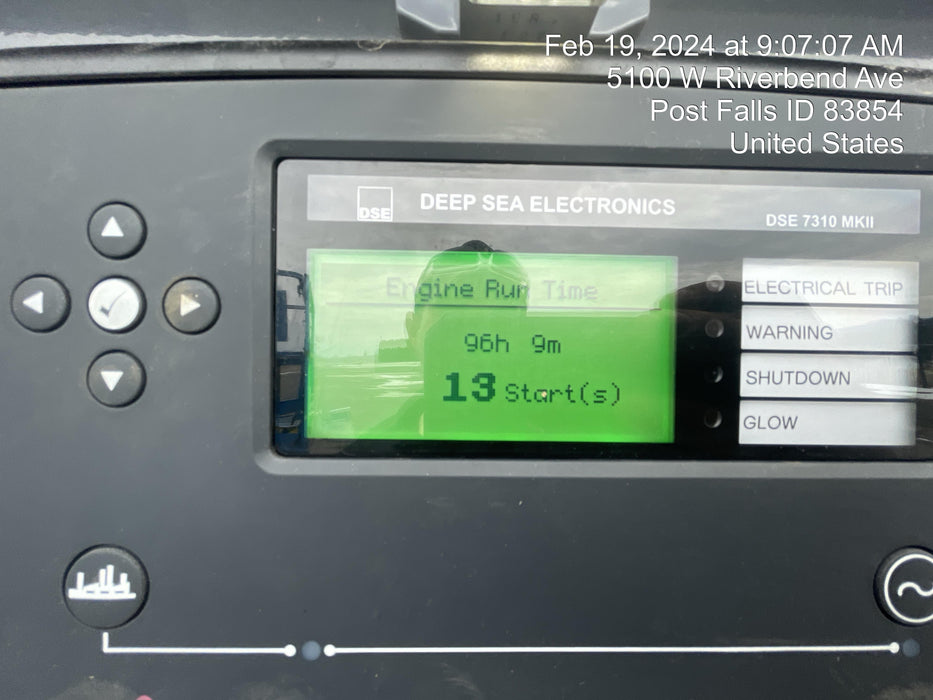 Feb 19, 2024 at 9:07:07 AM
5100 W Riverbend Ave
Post Falls ID 83854
United States
DSE
DEEP SEA ELECTRONICS
DSE 7310 MKII
Engine Run Time
96h 9m
13 Start(s)
ELECTRICAL TRIP
WARNING
SHUTDOWN
GLOW